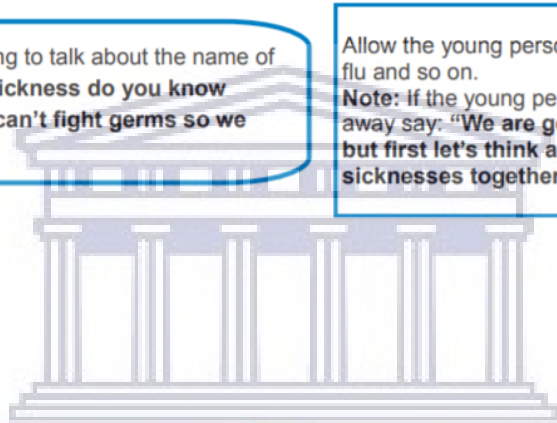 ng to talk about the name of
ickness do you know
can't fight germs so we
Allow the young pers
flu and so on.
Note: If the young pe
away say: "We are g
but first let's think a
sicknesses together